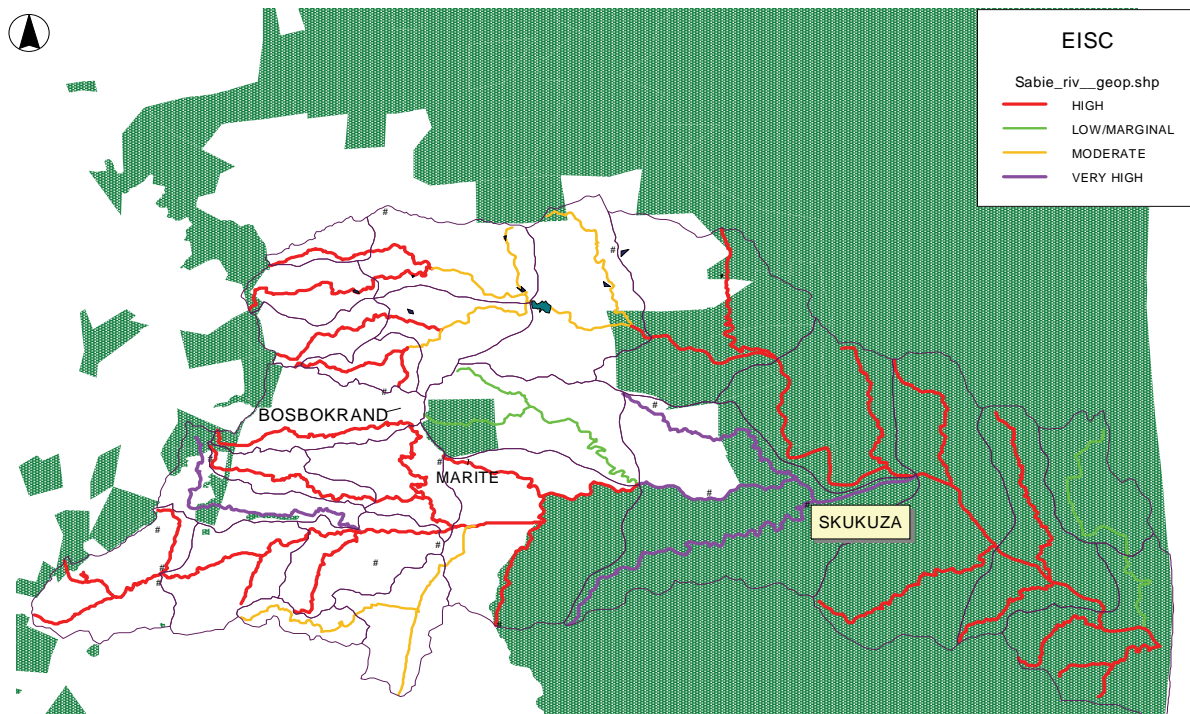 EISC
Sabie_riv__geop.shp
HIGH
LOW/MARGINAL
MODERATE
VERY HIGH
BOSBOKRAND
MARITE
SKUKUZA